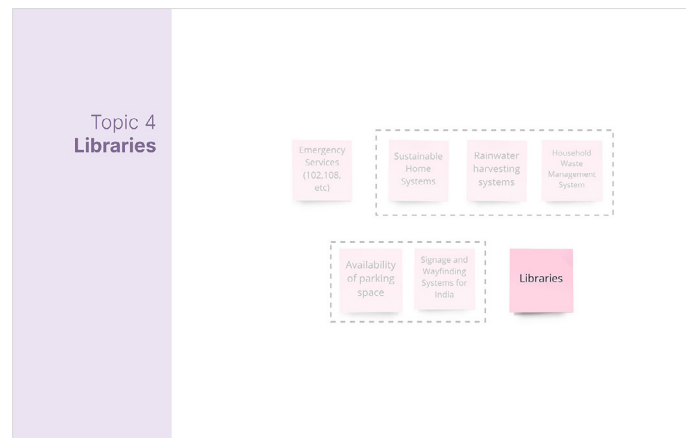 Topic 4
Libraries
Emergency
Services
(102,108,
etc)
Sustainable
Home
Systems
Rainwater
harvesting
systems
Household
Waste
Management
System
Availability
of parking
space
Signage and
Wayfinding
Systems for
India
Libraries